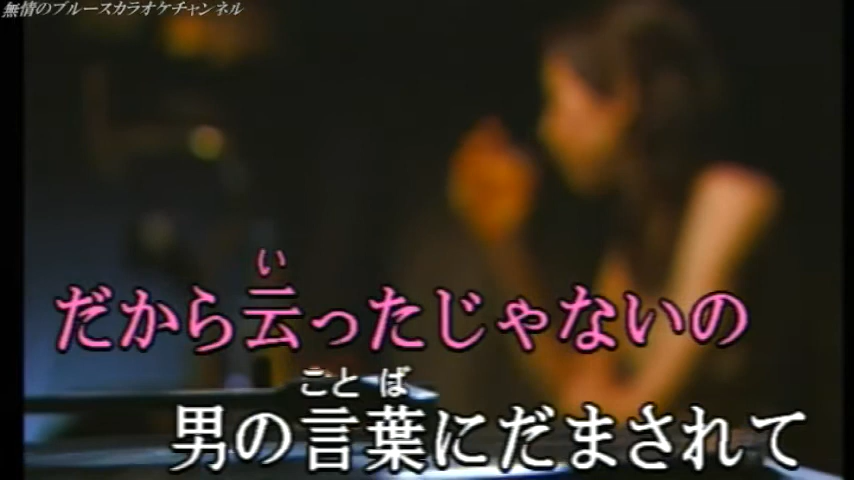 無情のブルースカラオケチャンネル
い
だから云ったじゃないの
ことば
男の言葉にだまされて